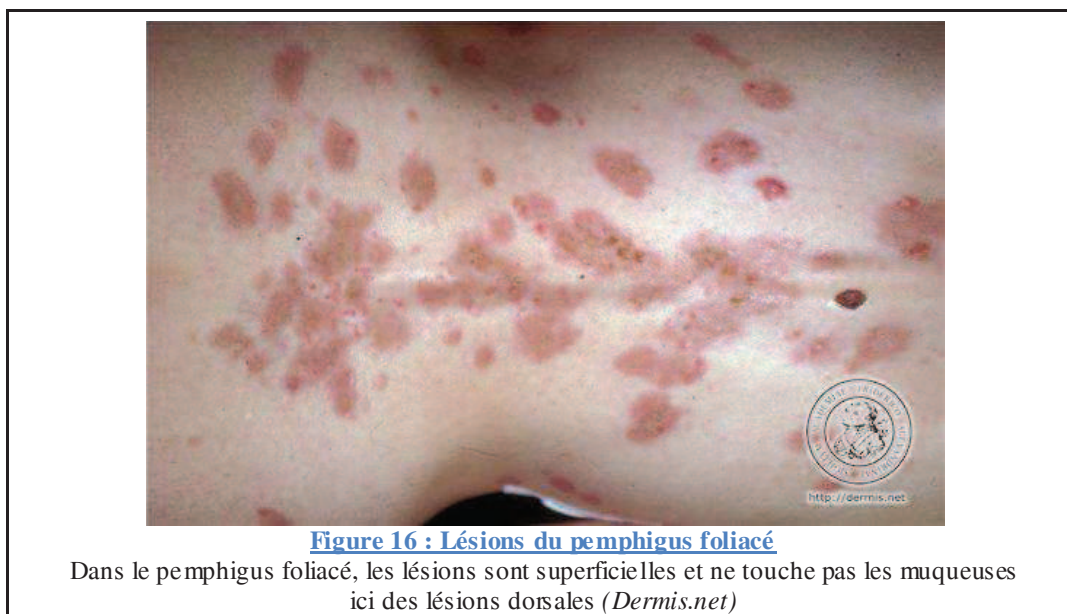 http://dermis.net
Figure 16 : Lésions du pemphigus foliacé
Dans le pemphigus foliacé, les lésions sont superficielles et ne touche pas les muqueuses
ici des lésions dorsales (Dermis.net)